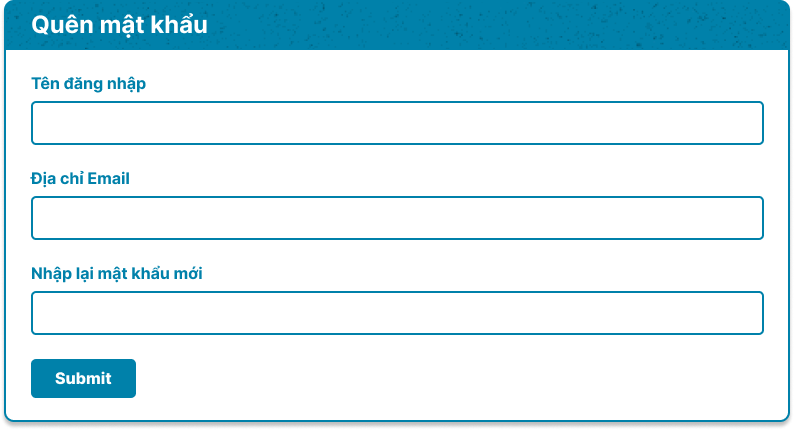 Quên mật khẩu
Tên đăng nhập
Địa chỉ Email
Nhập lại mật khẩu mới
Submit